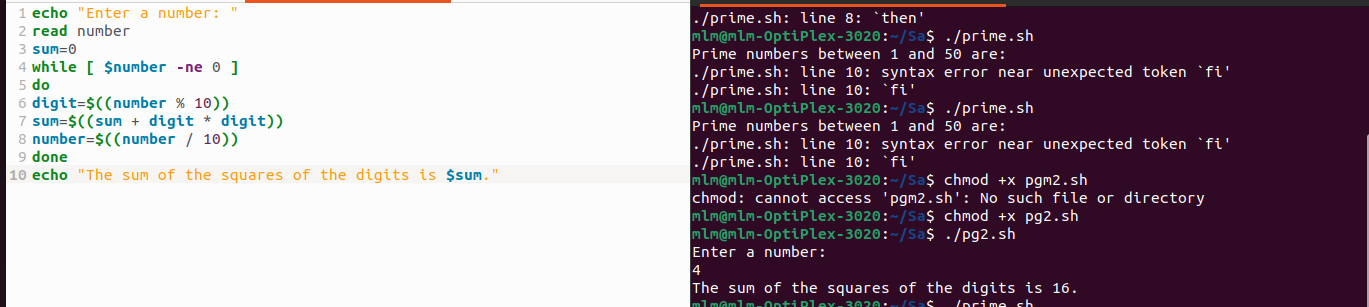 1 echo "Enter a number: "
2 read number
3 sum=0
4 while [ $number -ne 0 ]
5 do
6 digit=$((number % 10))
7 sum=$((sum + digit * digit))
8 number=$((number / 10))
9 done
10 echo "The sum of the squares of the digits is $sum."
./prime.sh: line 8: `then'
mlm@mlm-OptiPlex-3020:~/Sa$ ./prime.sh
Prime numbers between 1 and 50 are:
./prime.sh: line 10: syntax error near unexpected token `fi'
./prime.sh: line 10: `fi'
mlm@mlm-OptiPlex-3020:~/Sa$ ./prime.sh
Prime numbers between 1 and 50 are:
./prime.sh: line 10: syntax error near unexpected token `fi'
./prime.sh: line 10: `fi'
mlm@mlm-OptiPlex-3020:~/Sa$ chmod +x pgm2.sh
chmod: cannot access 'pgm2.sh': No such file or directory
mlm@mlm-OptiPlex-3020:~/Sa$ chmod +x pg2.sh
mlm@mlm-OptiPlex-3020:~/Sa$ ./pg2.sh
Enter a number:
4
The sum of the squares of the digits is 16.
mlm@mlm-OptiPlex-3020:~/Sa$ ./prime.sh